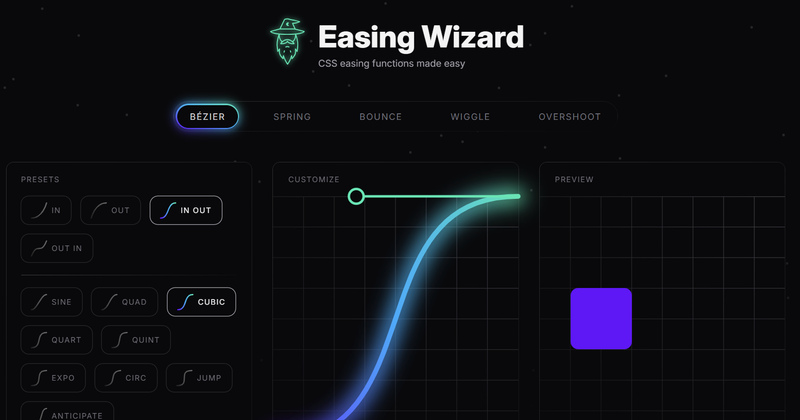 Easing Wizard
CSS easing functions made easy
BÉZIER SPRING BOUNCE WIGGLE OVERSHOOT
PRESETS
IN OUT IN OUT
OUT IN
SINE QUAD CUBIC
QUART QUINT
EXPO CIRC JUMP
ANTICIPATE
CUSTOMIZE
PREVIEW